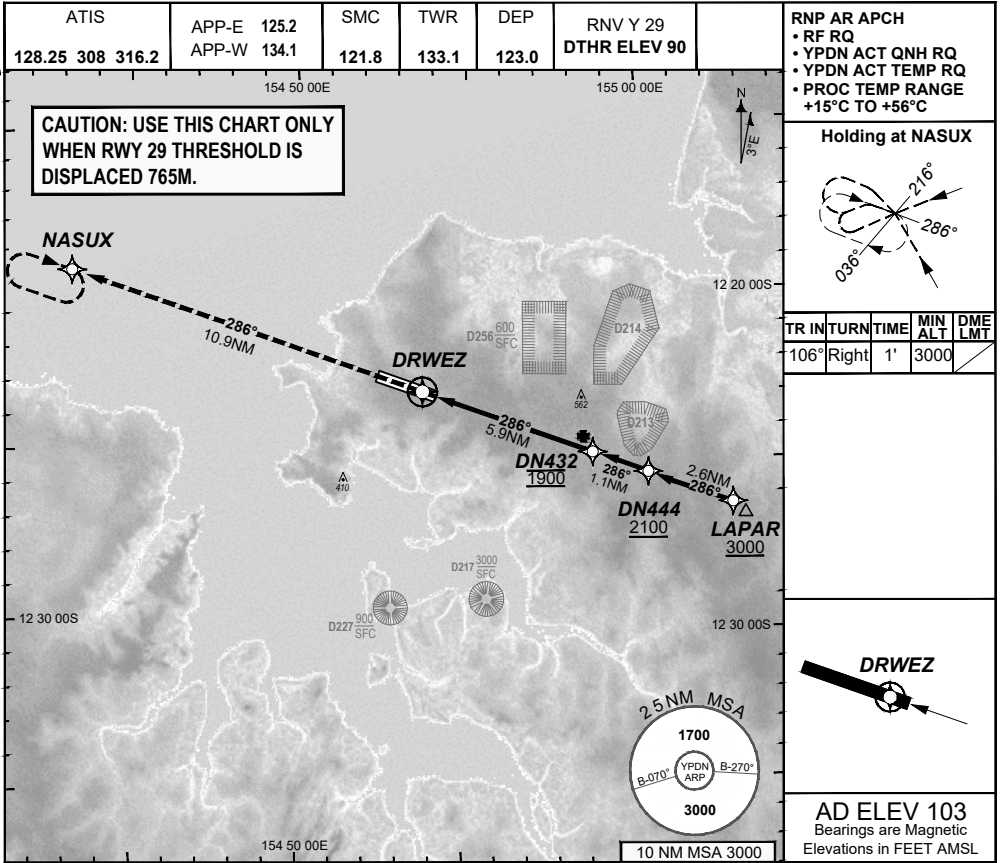 ATIS
128.25 308 316.2
APP-E 125.2
APP-W 134.1
SMC
121.8
TWR
133.1
DEP
123.0
RNV Y 29
DTHR ELEV 90
RNP AR APCH
• RF RQ
• YPDN ACT QNH RQ
• YPDN ACT TEMP RQ
• PROC TEMP RANGE
+15°C TO +56°C
154 50 00E
155 00 00E
CAUTION: USE THIS CHART ONLY
WHEN RWY 29 THRESHOLD IS
DISPLACED 765M.
N
3°E
Holding at NASUX
216°
286°
036°
TR IN TURN TIME MIN ALT DME LMT
106° Right 1' 3000
NASUX
12 20 00S
286°
10.9NM
D256 600
SFC
D214
DRWEZ
562
D213
286°
5.9NM
DN432
1900
286°
1.1NM
2.6NM
286°
DN444
2100
LAPAR
3000
410
D217 3000
SFC
D227 900
SFC
12 30 00S
12 30 00S
DRWEZ
25NM MSA
1700
B-070°
YPDN
ARP
B-270°
3000
154 50 00E
10 NM MSA 3000
AD ELEV 103
Bearings are Magnetic
Elevations in FEET AMSL